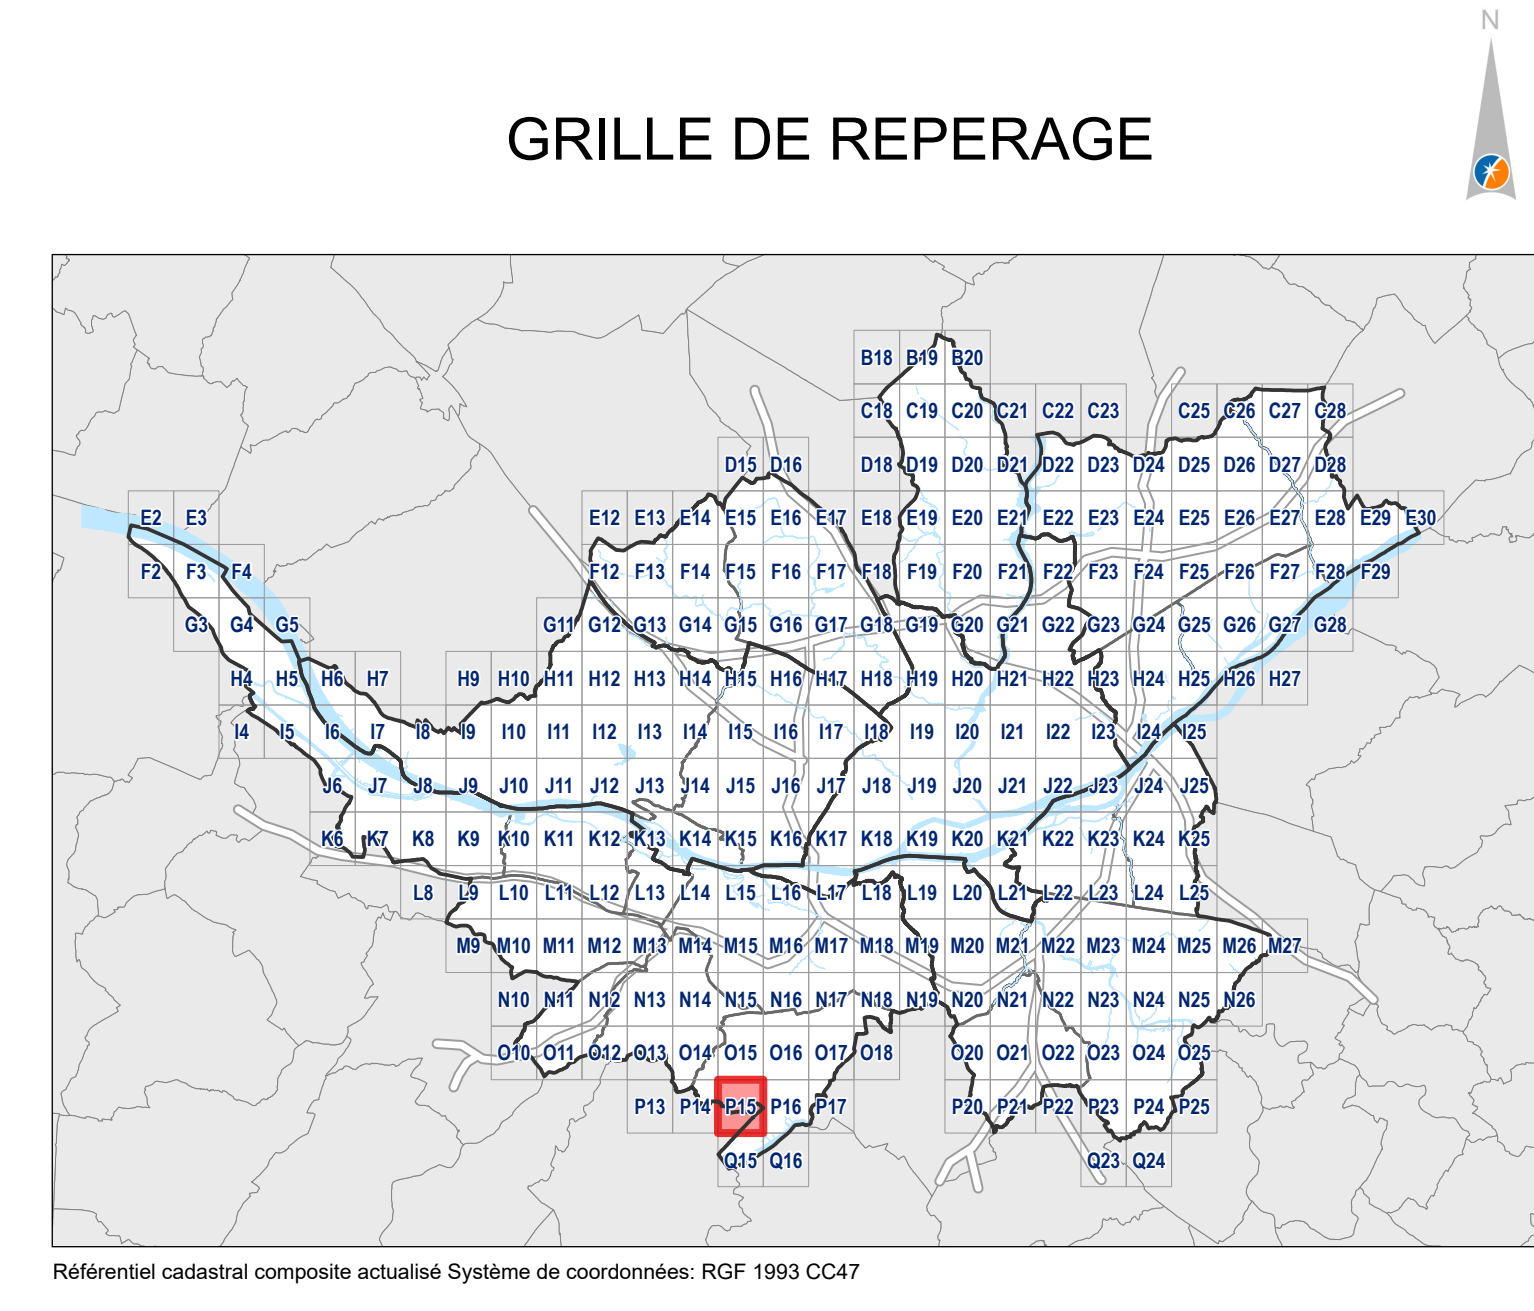 N
GRILLE DE REPERAGE
B18 B19 B20
C18 C19 C20 C21 C22 C23 C25 C26 C27 C28
D15 D16 D18 D19 D20 D21 D22 D23 D24 D25 D26 D27 D28
E2 E3 E12 E13 E14 E15 E16 E17 E18 E19 E20 E21 E22 E23 E24 E25 E26 E27 E28 E29 E30
F2 F3 F4 F12 F13 F14 F15 F16 F17 F18 F19 F20 F21 F22 F23 F24 F25 F26 F27 F28 F29
G3 G4 G5 G11 G12 G13 G14 G15 G16 G17 G18 G19 G20 G21 G22 G23 G24 G25 G26 G27 G28
H4 H5 H6 H7 H9 H10 H11 H12 H13 H14 H15 H16 H17 H18 H19 H20 H21 H22 H23 H24 H25 H26 H27
I4 I5 I6 I7 I8 I9 I10 I11 I12 I13 I14 I15 I16 I17 I18 I19 I20 I21 I22 I23 I24 I25
J6 J7 J8 J9 J10 J11 J12 J13 J14 J15 J16 J17 J18 J19 J20 J21 J22 J23 J24 J25
K6 K7 K8 K9 K10 K11 K12 K13 K14 K15 K16 K17 K18 K19 K20 K21 K22 K23 K24 K25
L8 L9 L10 L11 L12 L13 L14 L15 L16 L17 L18 L19 L20 L21 L22 L23 L24 L25
M9 M10 M11 M12 M13 M14 M15 M16 M17 M18 M19 M20 M21 M22 M23 M24 M25 M26 M27
N10 N11 N12 N13 N14 N15 N16 N17 N18 N19 N20 N21 N22 N23 N24 N25 N26
O10 O11 O12 O13 O14 O15 O16 O17 O18 O20 O21 O22 O23 O24 O25
P13 P14 P15 P16 P17 P20 P21 P22 P23 P24 P25
Q15 Q16 Q23 Q24
Référentiel cadastral composite actualisé Système de coordonnées: RGF 1993 CC47